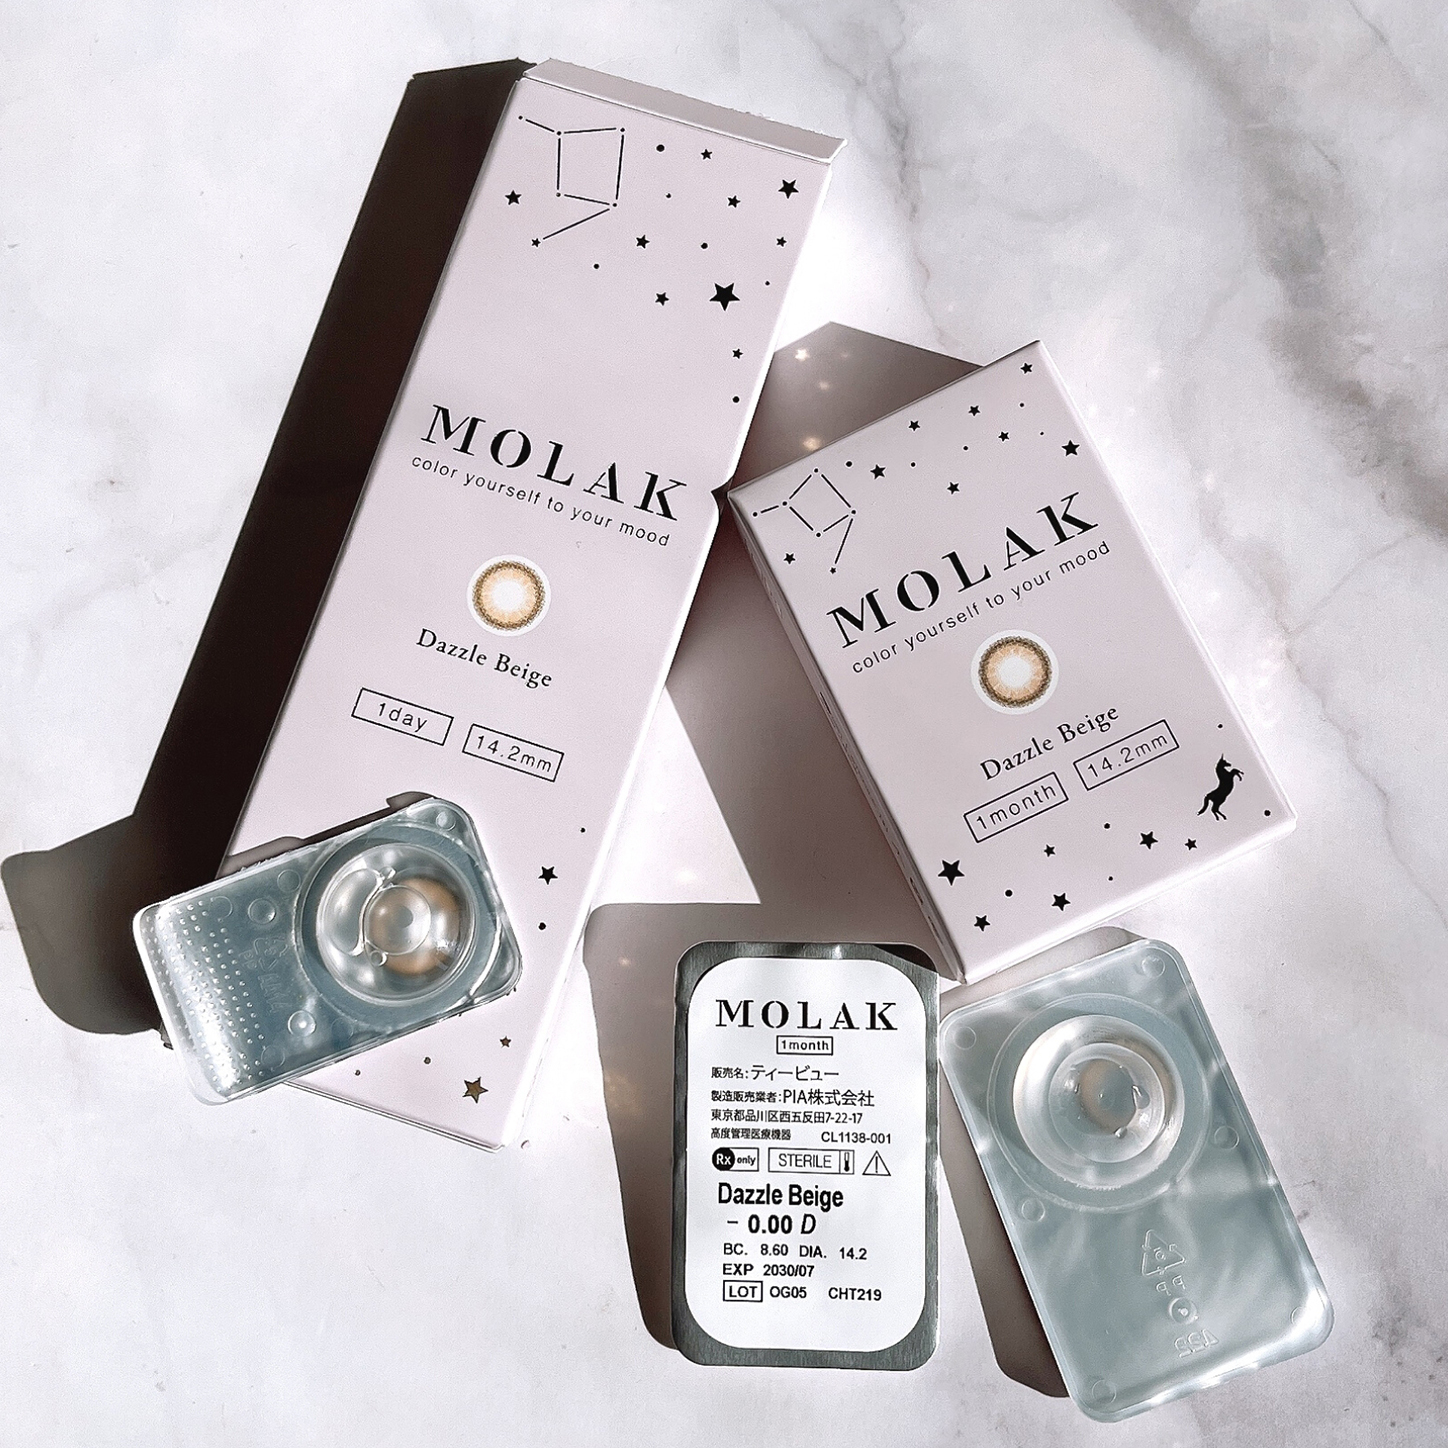 MOLAK
color yourself to your mood
Dazzle Beige
1day
14.2mm
MOLAK
color yourself to your mood
Dazzle Beige
1month
14.2mm
MOLAK
1month
販売名:ティービュー
製造販売業者:PIA株式会社
東京都品川区西五反田7-22-17
高度管理医療機器 CL1138-001
Rx only STERILE
Dazzle Beige
- 0.00 D
BC. 8.60 DIA. 14.2
EXP 2030/07
LOT OG05 CHT219